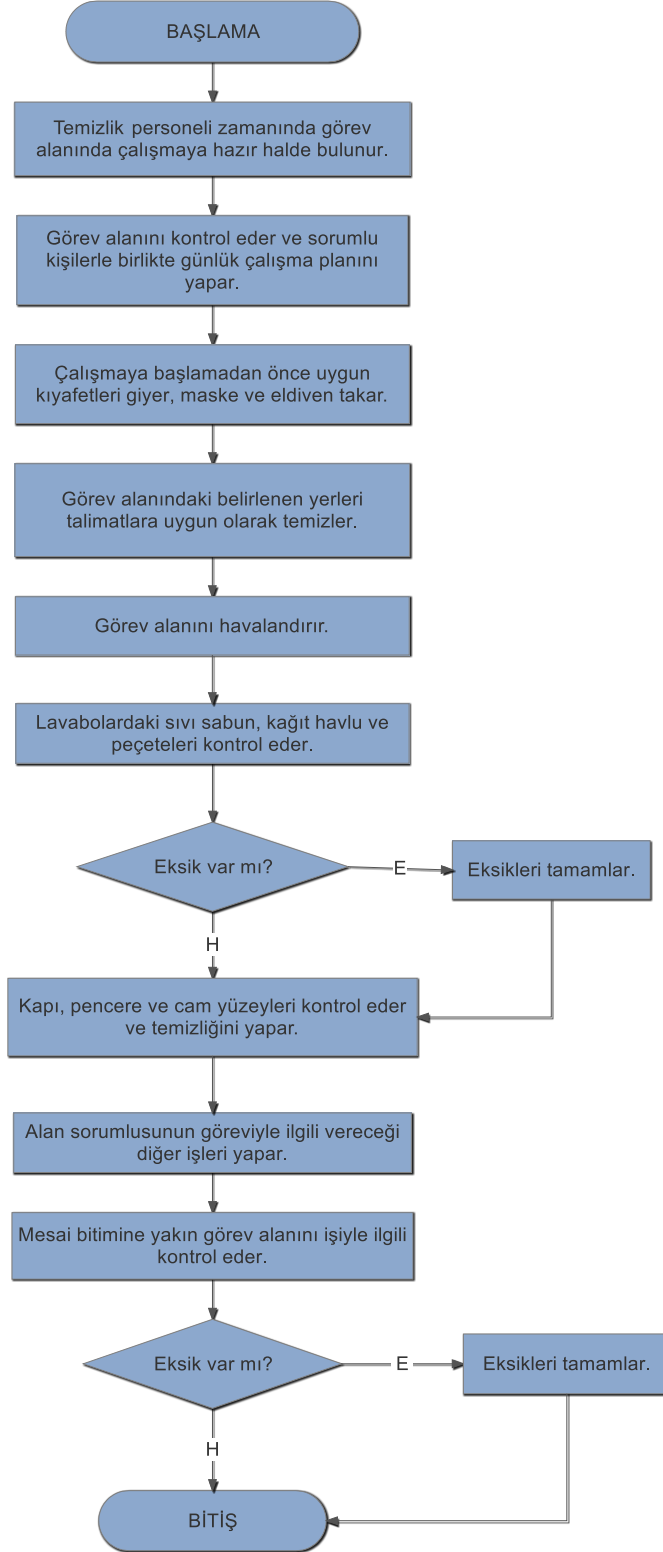 BAŞLAMA
Temizlik personeli zamanında görev
alanında çalışmaya hazır halde bulunur.
Görev alanını kontrol eder ve sorumlu
kişilerle birlikte günlük çalışma planını
yapar.
Çalışmaya başlamadan önce uygun
kıyafetleri giyer, maske ve eldiven takar.
Görev alanındaki belirlenen yerleri
talimatlara uygun olarak temizler.
Görev alanını havalandırır.
Lavabolardaki sıvı sabun, kağıt havlu ve
peçeteleri kontrol eder.
Eksik var mı?
E
Eksikleri tamamlar.
H
Kapı, pencere ve cam yüzeyleri kontrol eder
ve temizliğini yapar.
Alan sorumlusunun göreviyle ilgili vereceği
diğer işleri yapar.
Mesai bitimine yakın görev alanını işiyle ilgili
kontrol eder.
Eksik var mı?
E
Eksikleri tamamlar.
H
BİTİŞ